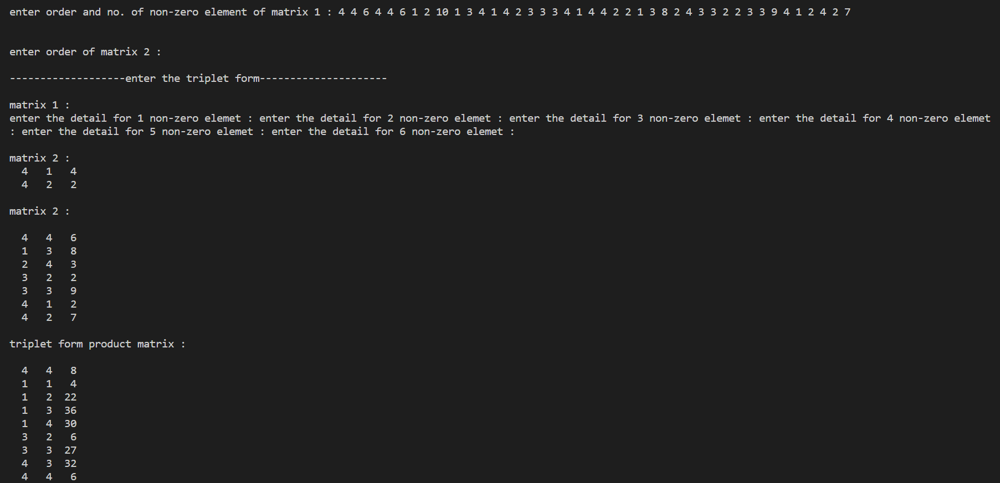 enter order and no. of non-zero element of matrix 1 : 4 4 6 4 4 6 1 2 10 1 3 4 1 4 2 3 3 3 4 1 4 4 2 2 1 3 8 2 4 3 3 2 2 3 3 9 4 1 2 4 2 7
enter order of matrix 2 :
-------------------enter the triplet form---------------------
matrix 1 :
enter the detail for 1 non-zero elemet : enter the detail for 2 non-zero elemet : enter the detail for 3 non-zero elemet : enter the detail for 4 non-zero elemet
: enter the detail for 5 non-zero elemet : enter the detail for 6 non-zero elemet :
matrix 2 :
4 1 4
4 2 2
matrix 2 :
4 4 6
1 3 8
2 4 3
3 2 2
3 3 9
4 1 2
4 2 7
triplet form product matrix :
4 4 8
1 1 4
1 2 22
1 3 36
1 4 30
3 2 6
3 3 27
4 3 32
4 4 6